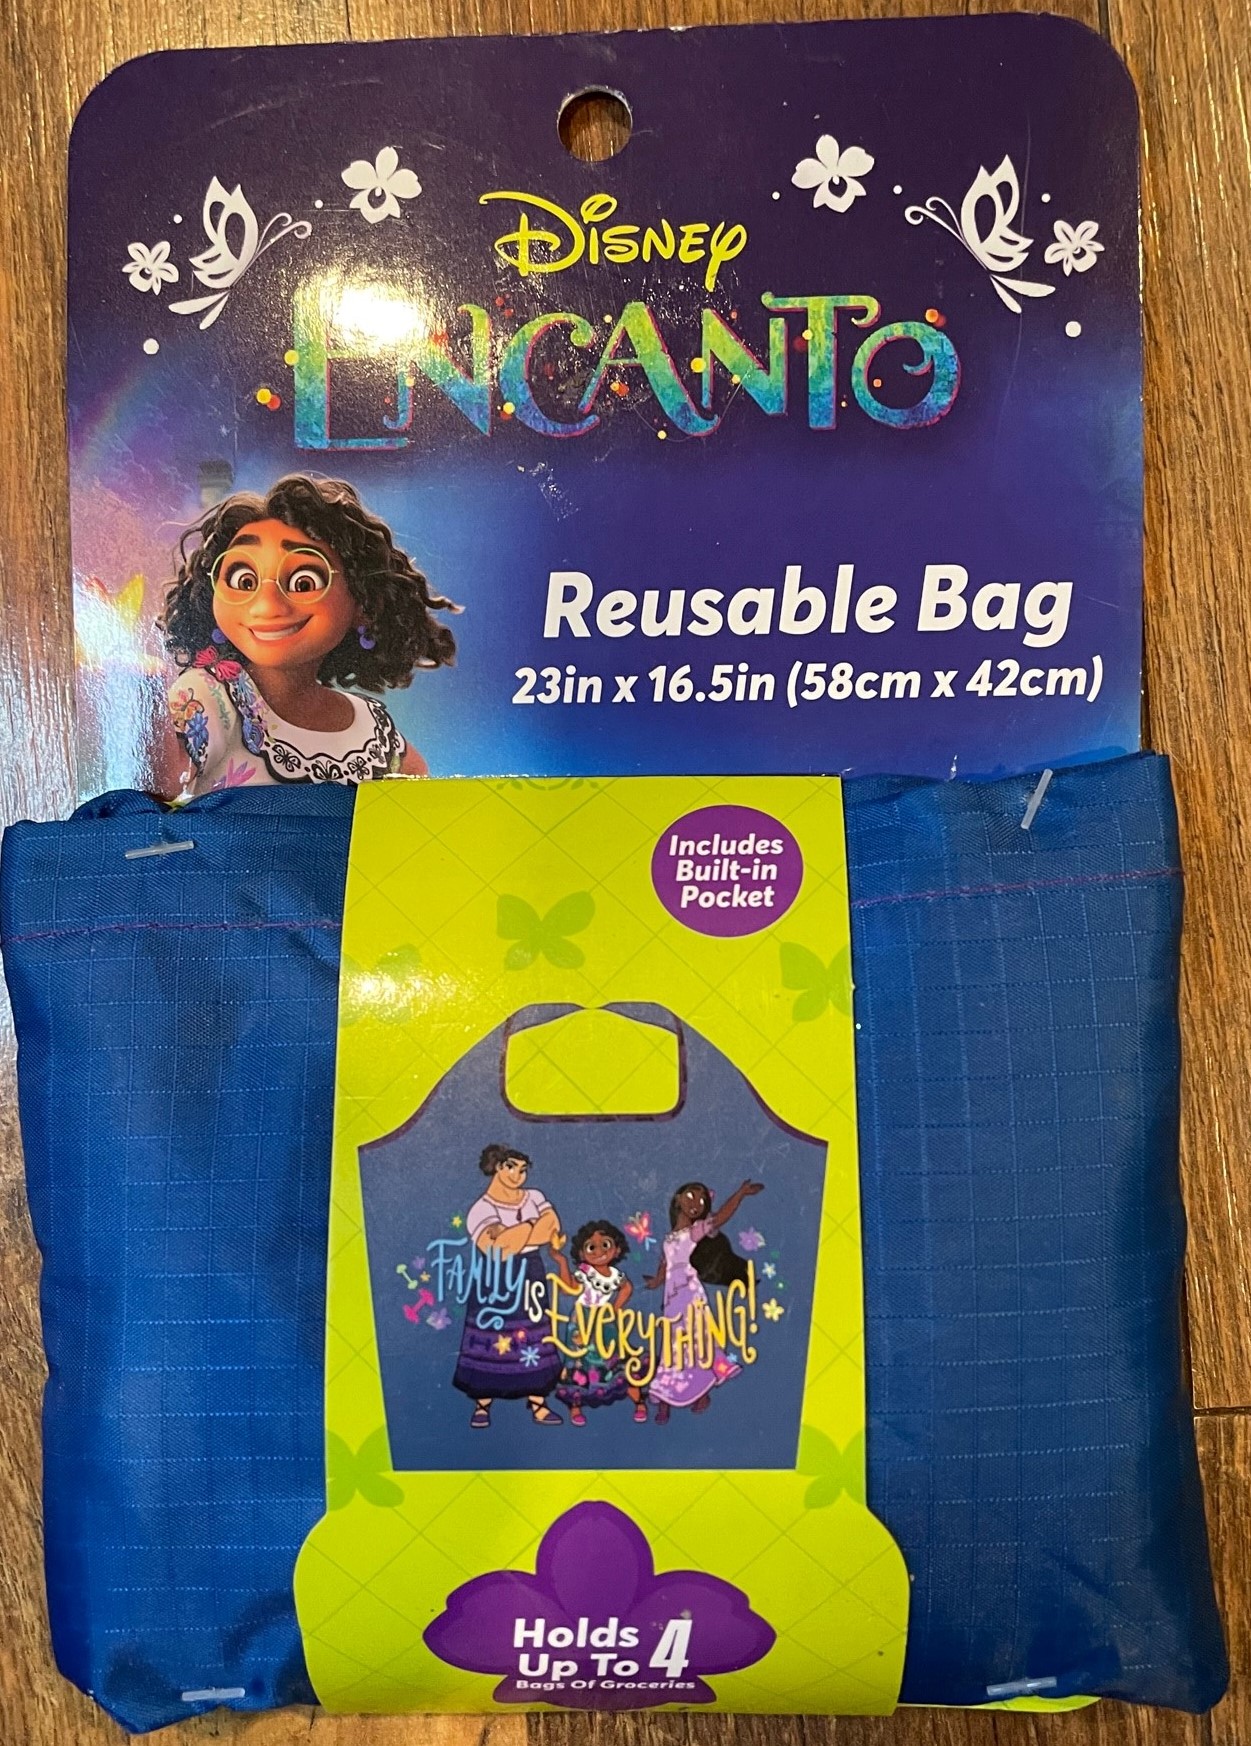 Disney
ENCANTO
Reusable Bag
23in x 16.5in (58cm x 42cm)
Includes
Built-in
Pocket
FAMILY IS
EVERYTHING!
Holds
Up To 4
Bags Of Groceries